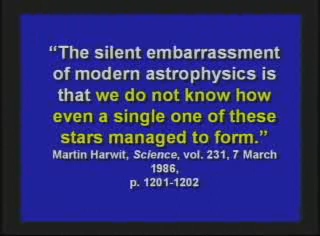 “The silent embarrassment
of modern astrophysics is
that we do not know how
even a single one of these
stars managed to form.”
Martin Harwit, Science, vol. 231, 7 March
1986,
p. 1201-1202